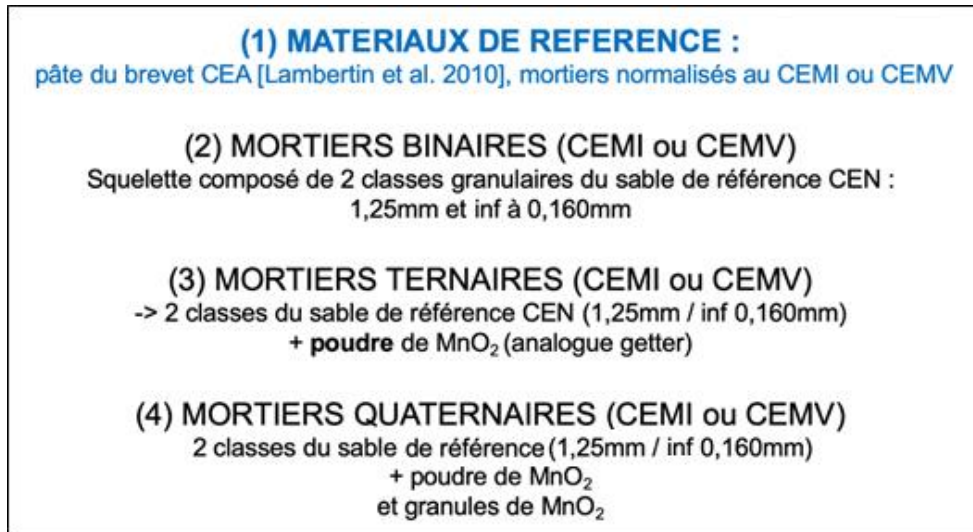 (1) MATERIAUX DE REFERENCE :
pâte du brevet CEA [Lambertin et al. 2010], mortiers normalisés au CEMI ou CEMV
(2) MORTIERS BINAIRES (CEMI ou CEMV)
Squelette composé de 2 classes granulaires du sable de référence CEN :
1,25mm et inf à 0,160mm
(3) MORTIERS TERNAIRES (CEMI ou CEMV)
-> 2 classes du sable de référence CEN (1,25mm / inf 0,160mm)
+ poudre de MnO₂ (analogue getter)
(4) MORTIERS QUATERNAIRES (CEMI ou CEMV)
2 classes du sable de référence (1,25mm / inf 0,160mm)
+ poudre de MnO₂
et granules de MnO₂